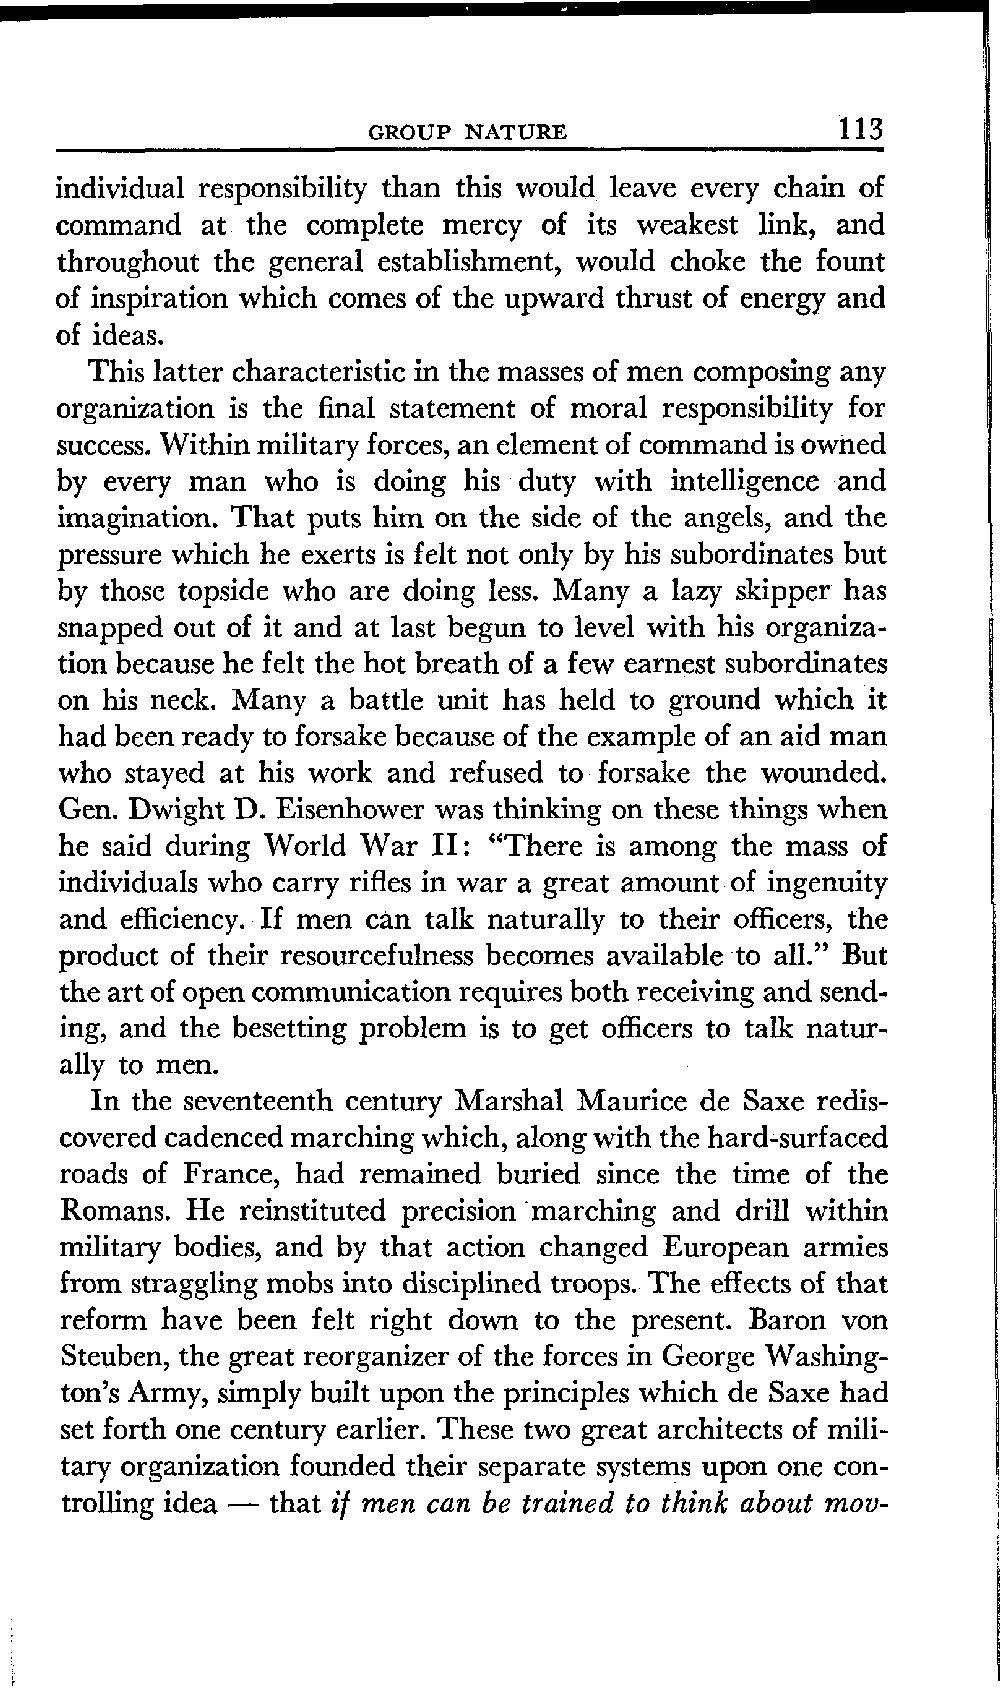 GROUP NATURE 113
individual responsibility than this would leave every chain of
command at the complete mercy of its weakest link, and
throughout the general establishment, would choke the fount
of inspiration which comes of the upward thrust of energy and
of ideas.
This latter characteristic in the masses of men composing any
organization is the final statement of moral responsibility for
success. Within military forces, an element of command is owned
by every man who is doing his duty with intelligence and
imagination. That puts him on the side of the angels, and the
pressure which he exerts is felt not only by his subordinates but
by those topside who are doing less. Many a lazy skipper has
snapped out of it and at last begun to level with his organiza-
tion because he felt the hot breath of a few earnest subordinates
on his neck. Many a battle unit has held to ground which it
had been ready to forsake because of the example of an aid man
who stayed at his work and refused to forsake the wounded.
Gen. Dwight D. Eisenhower was thinking on these things when
he said during World War II: “There is among the mass of
individuals who carry rifles in war a great amount of ingenuity
and efficiency. If men can talk naturally to their officers, the
product of their resourcefulness becomes available to all.” But
the art of open communication requires both receiving and send-
ing, and the besetting problem is to get officers to talk natur-
ally to men.
In the seventeenth century Marshal Maurice de Saxe redis-
covered cadenced marching which, along with the hard-surfaced
roads of France, had remained buried since the time of the
Romans. He reinstituted precision marching and drill within
military bodies, and by that action changed European armies
from straggling mobs into disciplined troops. The effects of that
reform have been felt right down to the present. Baron von
Steuben, the great reorganizer of the forces in George Washing-
ton’s Army, simply built upon the principles which de Saxe had
set forth one century earlier. These two great architects of mili-
tary organization founded their separate systems upon one con-
trolling idea — that if men can be trained to think about mov-